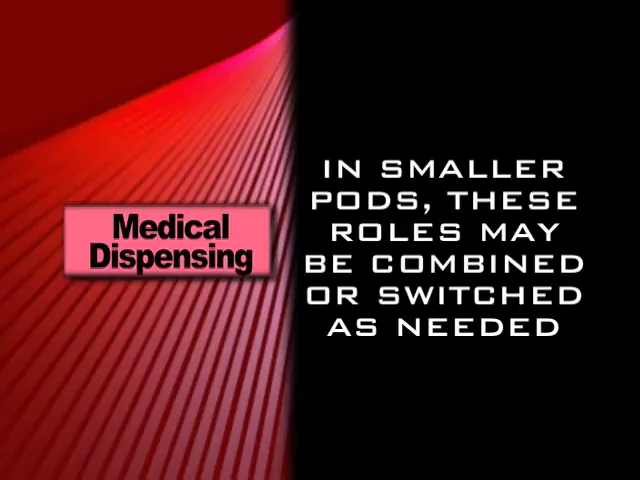 Medical
Dispensing
IN SMALLER
PODS, THESE
ROLES MAY
BE COMBINED
OR SWITCHED
AS NEEDED